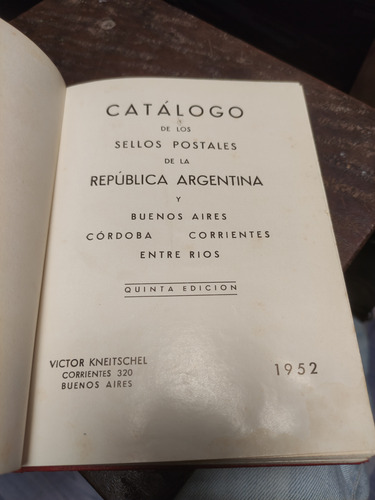 CATÁLOGO
DE LOS
SELLOS POSTALES
DE LA
REPÚBLICA ARGENTINA
Y
BUENOS AIRES
CÓRDOBA CORRIENTES
ENTRE RIOS
QUINTA EDICION
VICTOR KNEITSCHEL
CORRIENTES 320
BUENOS AIRES
1952